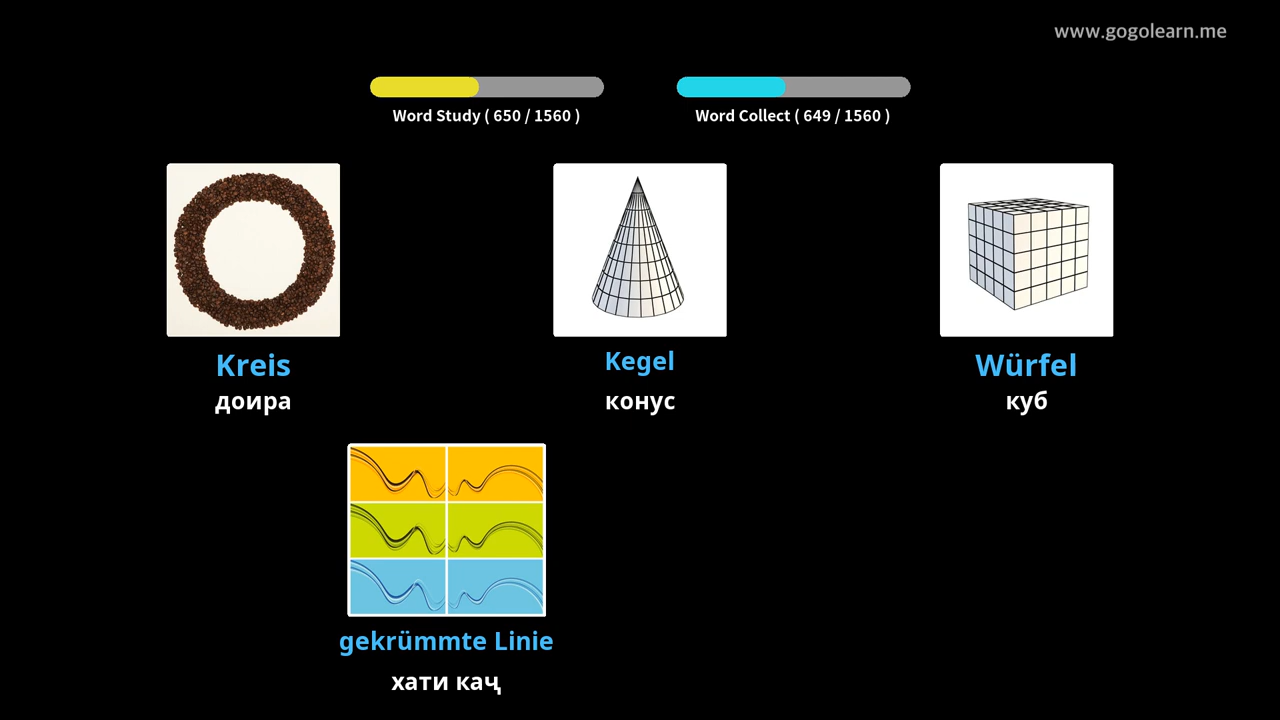 www.gogolearn.me
Word Study ( 650 / 1560 )
Word Collect ( 649 / 1560 )
Kreis
доира
Kegel
конус
Würfel
куб
gekrümmte Linie
хати каҷ